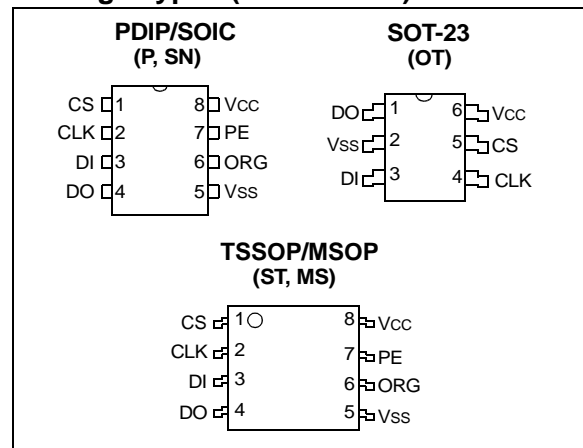 PDIP/SOIC
(P, SN)
CS 1 8 VCC
CLK 2 7 PE
DI 3 6 ORG
DO 4 5 VSS
SOT-23
(OT)
DO 1 6 VCC
VSS 2 5 CS
DI 3 4 CLK
TSSOP/MSOP
(ST, MS)
CS 1 8 VCC
CLK 2 7 PE
DI 3 6 ORG
DO 4 5 VSS